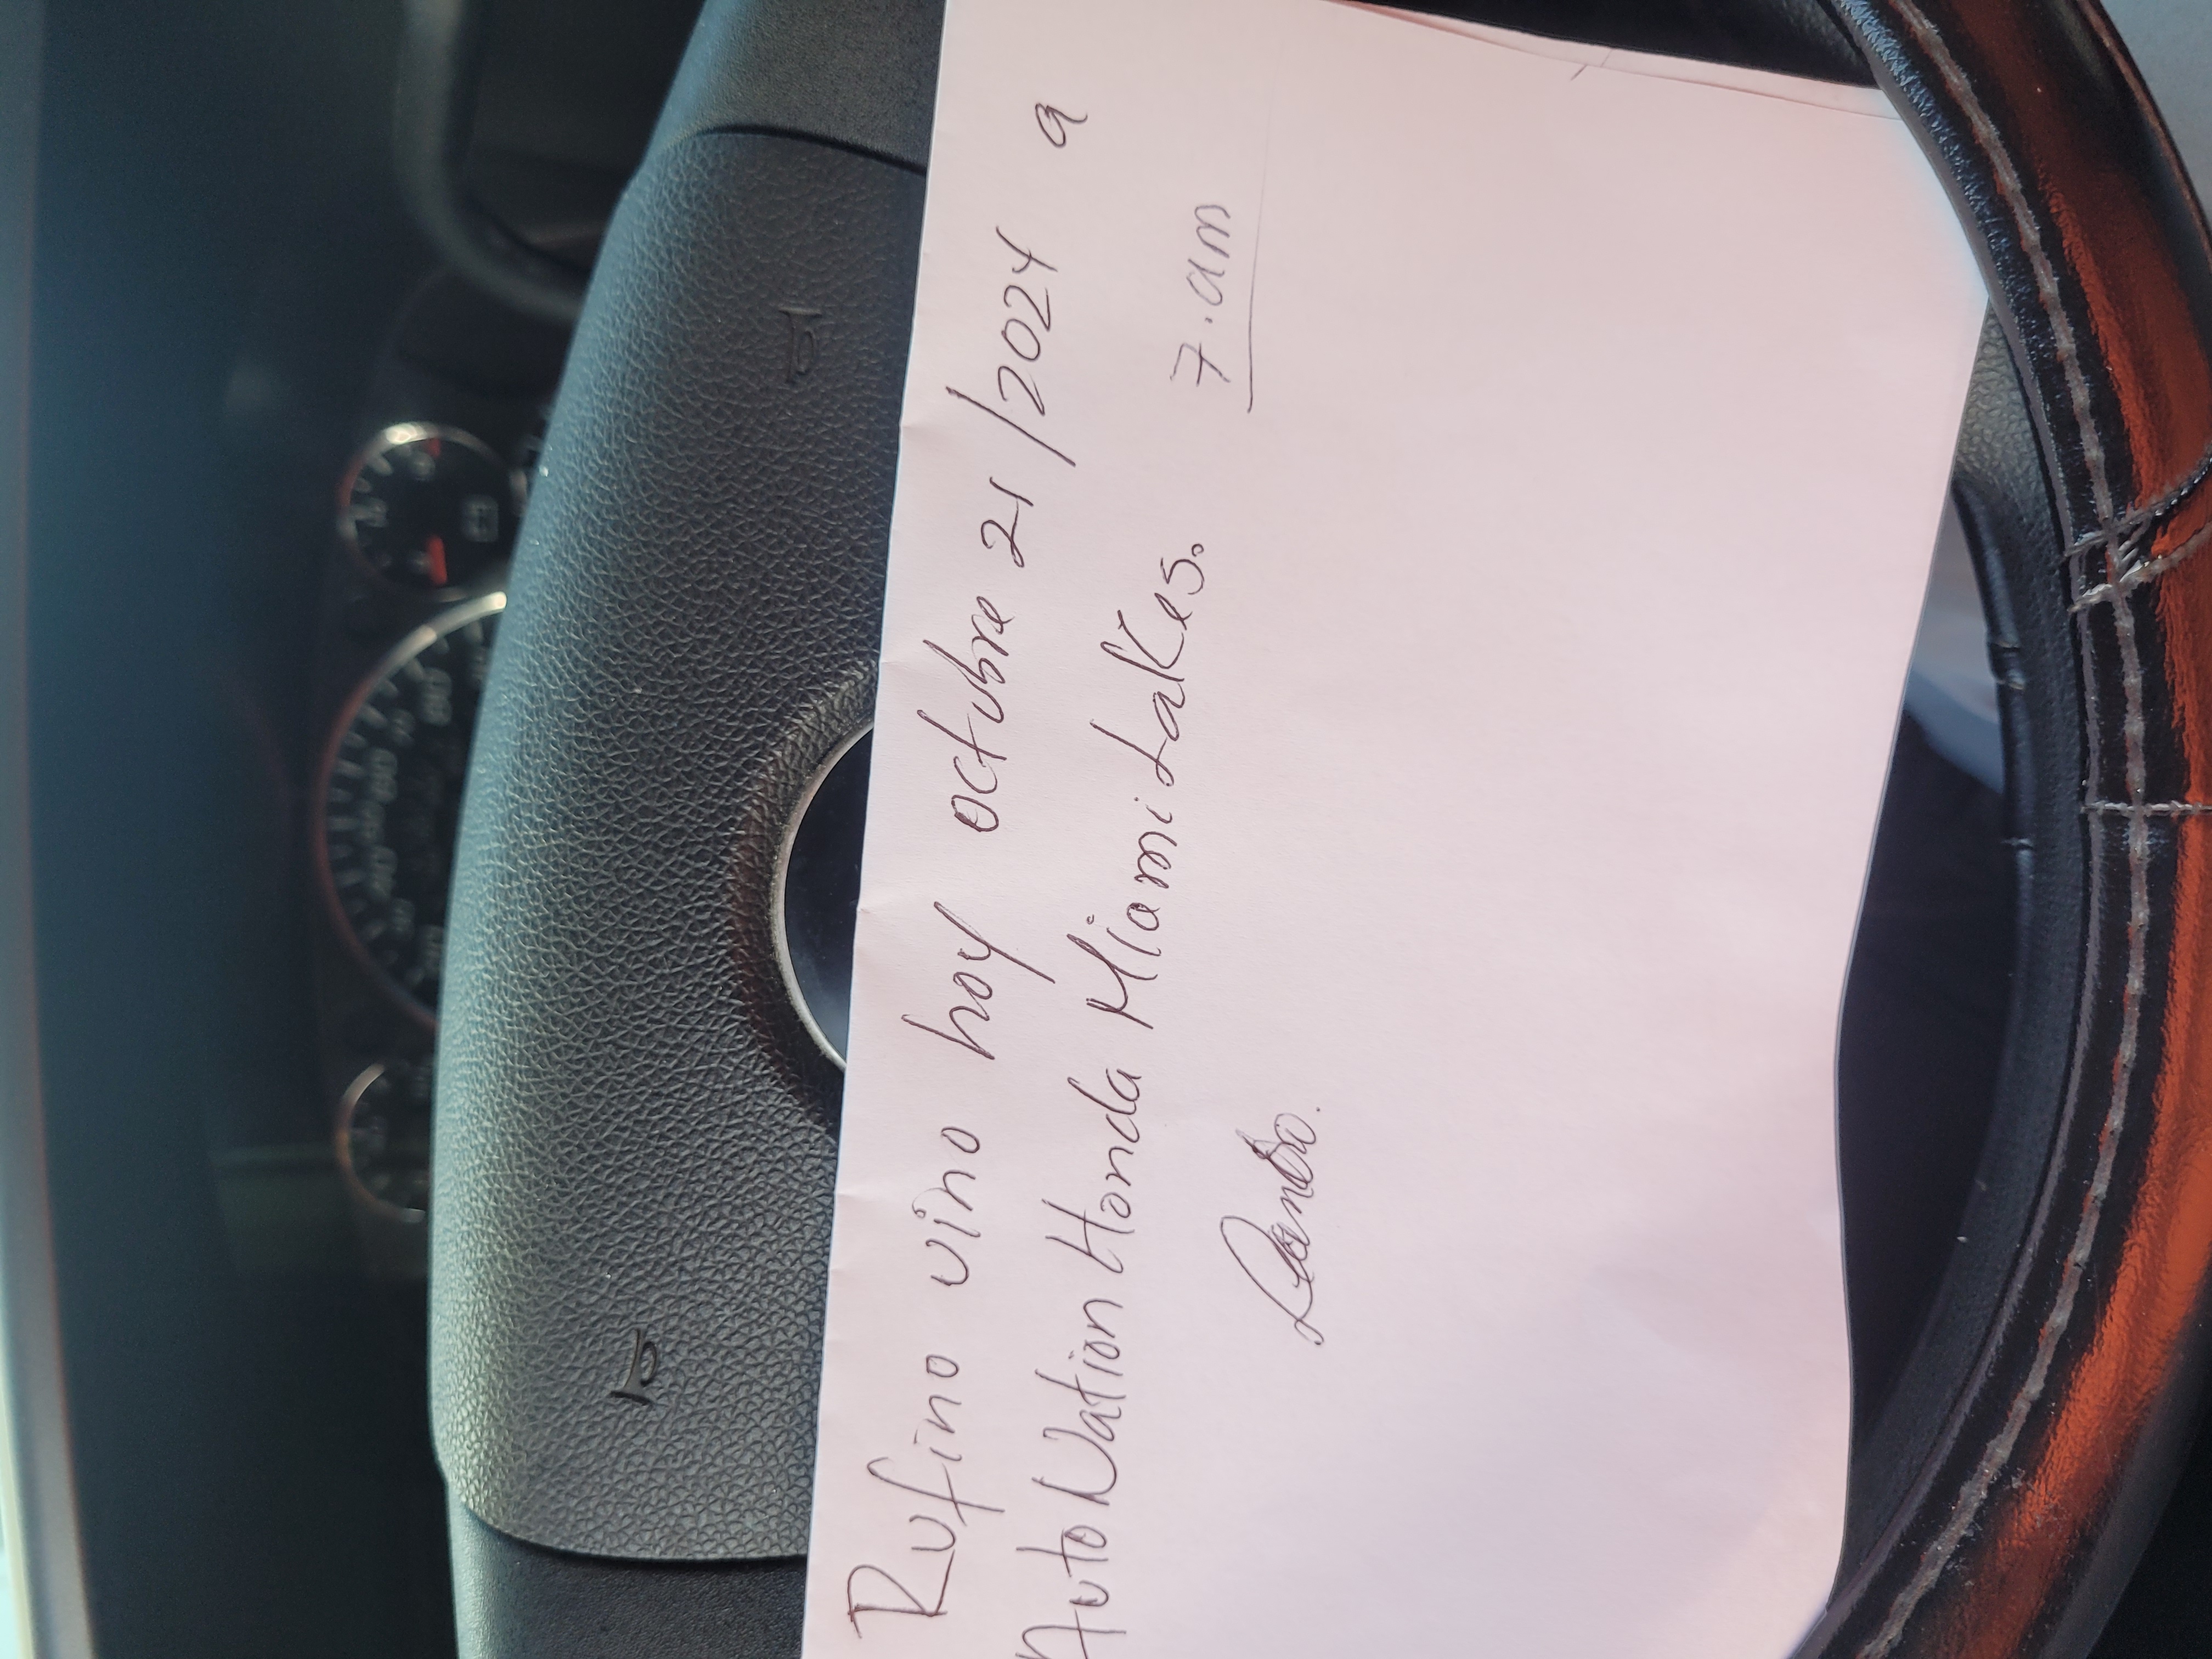 Rufino vino hoy octubre 21/2024 a
AutoNation Honda Miami Lakes.
7.am